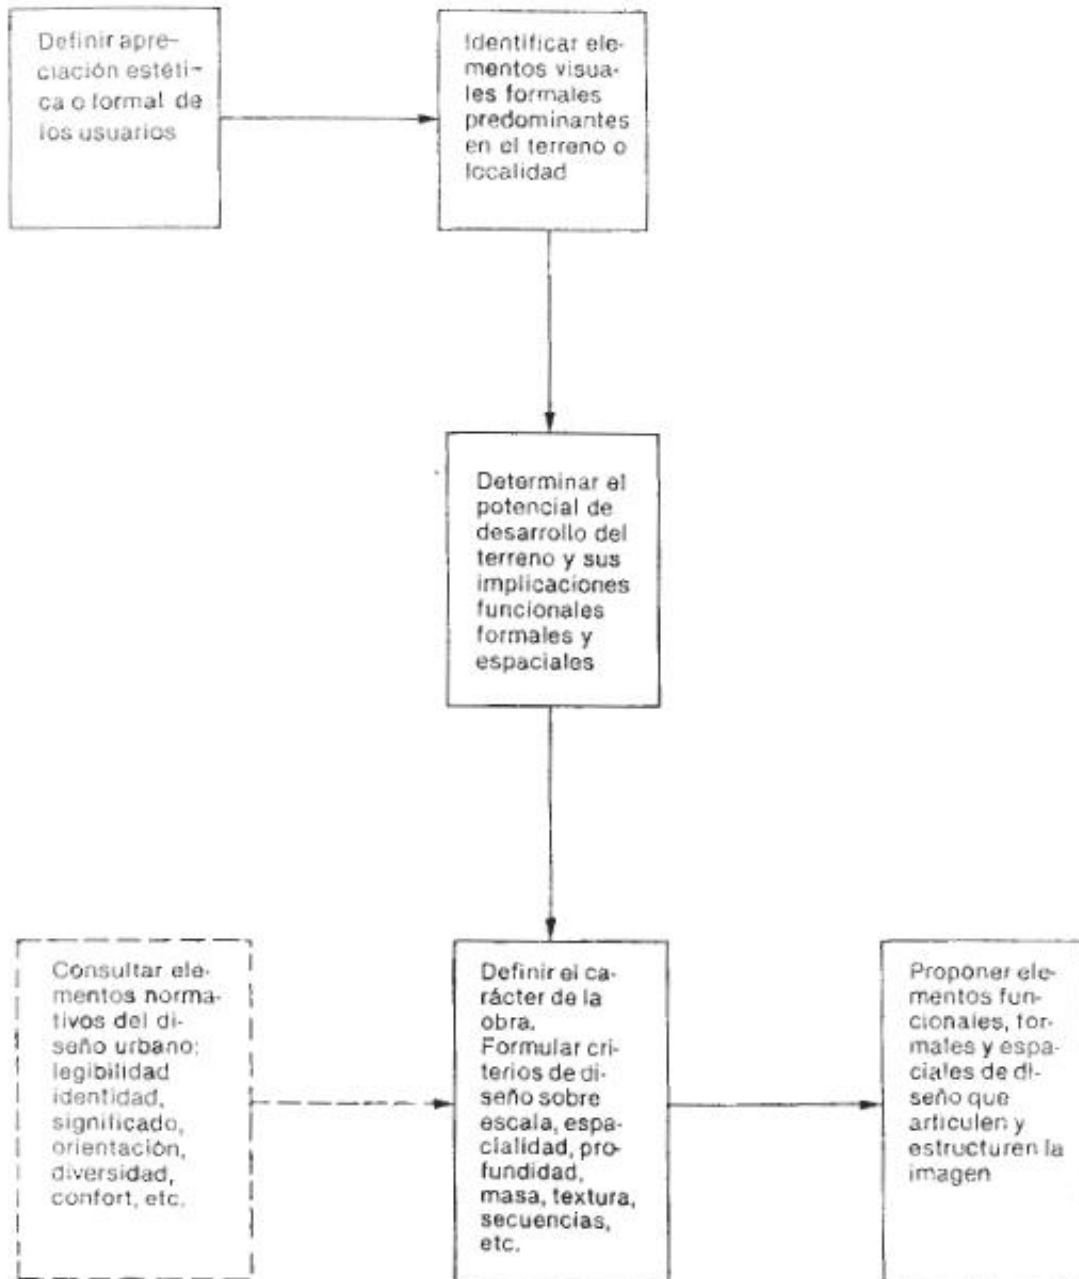 Definir apre-
ciación estéti-
ca o formal de
los usuarios
Identificar ele-
mentos visua-
les formales
predominantes
en el terreno o
localidad
Determinar el
potencial de
desarrollo del
terreno y sus
implicaciones
funcionales
formales y
espaciales
Consultar ele-
mentos norma-
tivos del di-
seño urbano:
legibilidad
identidad,
significado,
orientación,
diversidad,
confort, etc.
Definir el ca-
rácter de la
obra.
Formular cri-
terios de di-
seño sobre
escala, espa-
cialidad, pro-
fundidad,
masa, textura,
secuencias,
etc.
Proponer ele-
mentos fun-
cionales, for-
males y espa-
ciales de di-
seño que
articulen y
estructuren la
imagen